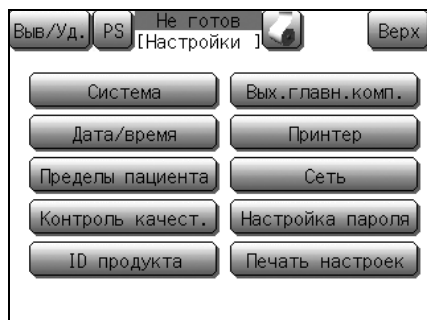 Выв/Уд. PS Не готов Верх
[Настройки ]
Система Вых.главн.комп.
Дата/время Принтер
Пределы пациента Сеть
Контроль качест. Настройка пароля
ID продукта Печать настроек